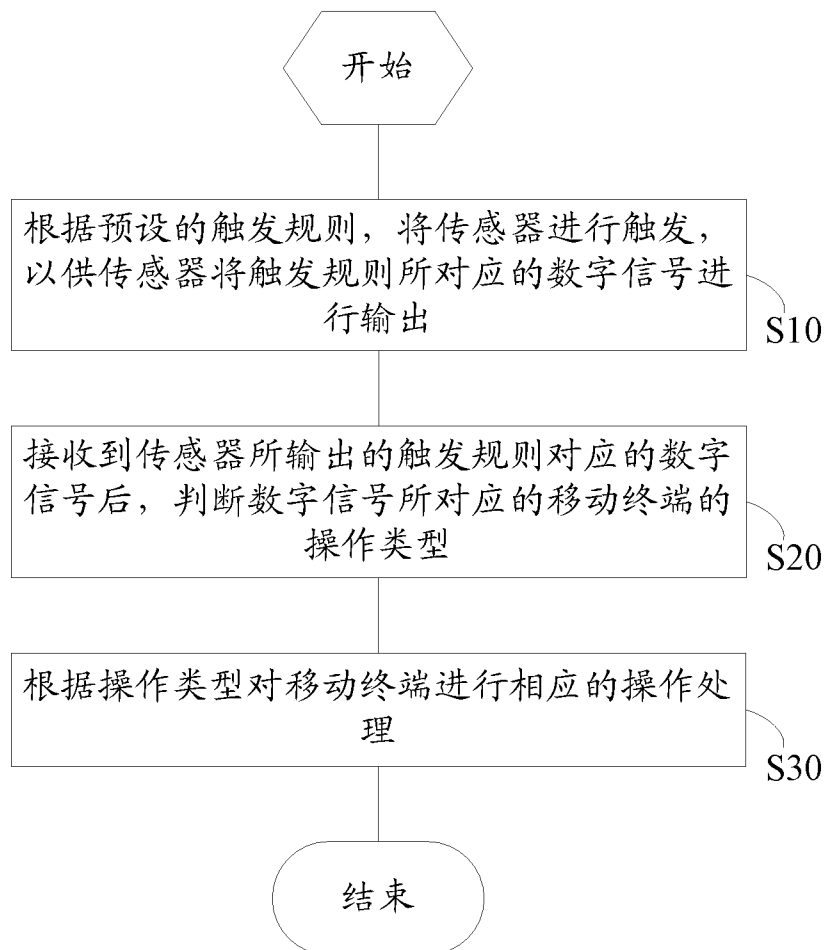 开始
根据预设的触发规则，将传感器进行触发，
以供传感器将触发规则所对应的数字信号进
行输出
S10
接收到传感器所输出的触发规则对应的数字
信号后，判断数字信号所对应的移动终端的
操作类型
S20
根据操作类型对移动终端进行相应的操作处
理
S30
结束